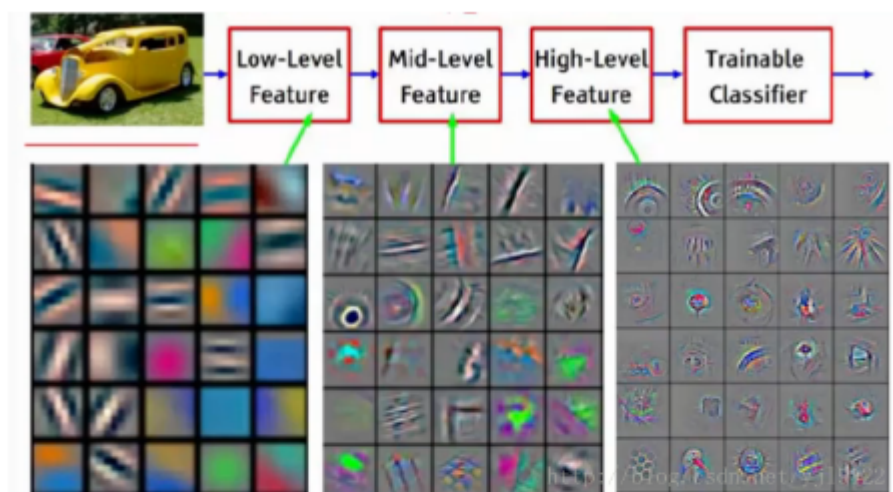 Low-Level
Feature
Mid-Level
Feature
High-Level
Feature
Trainable
Classifier